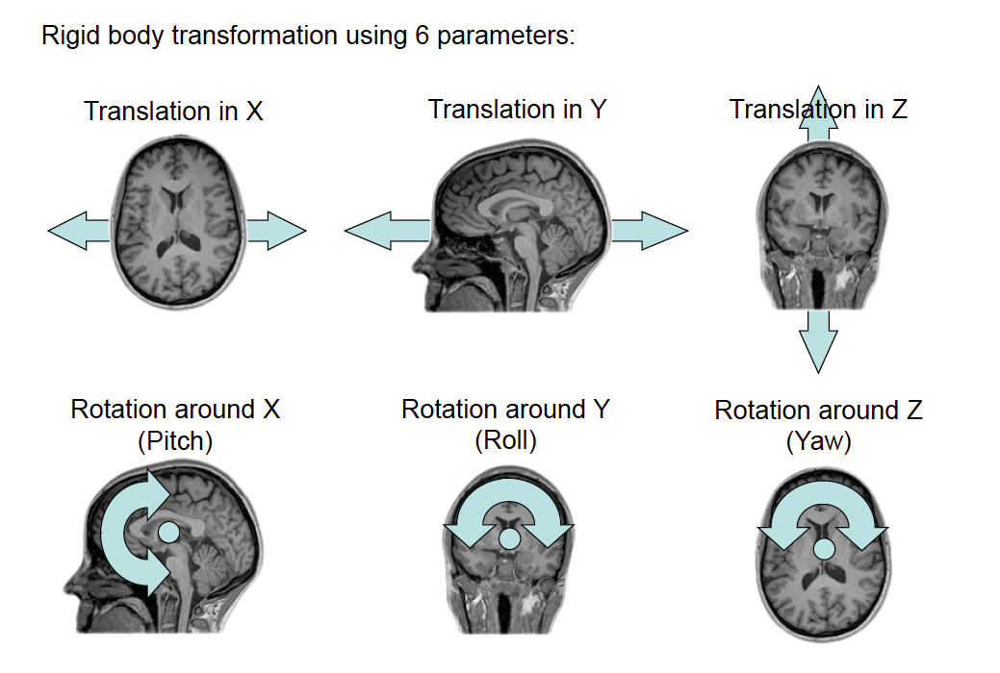 Rigid body transformation using 6 parameters:
Translation in X
Translation in Y
Translation in Z
Rotation around X
(Pitch)
Rotation around Y
(Roll)
Rotation around Z
(Yaw)